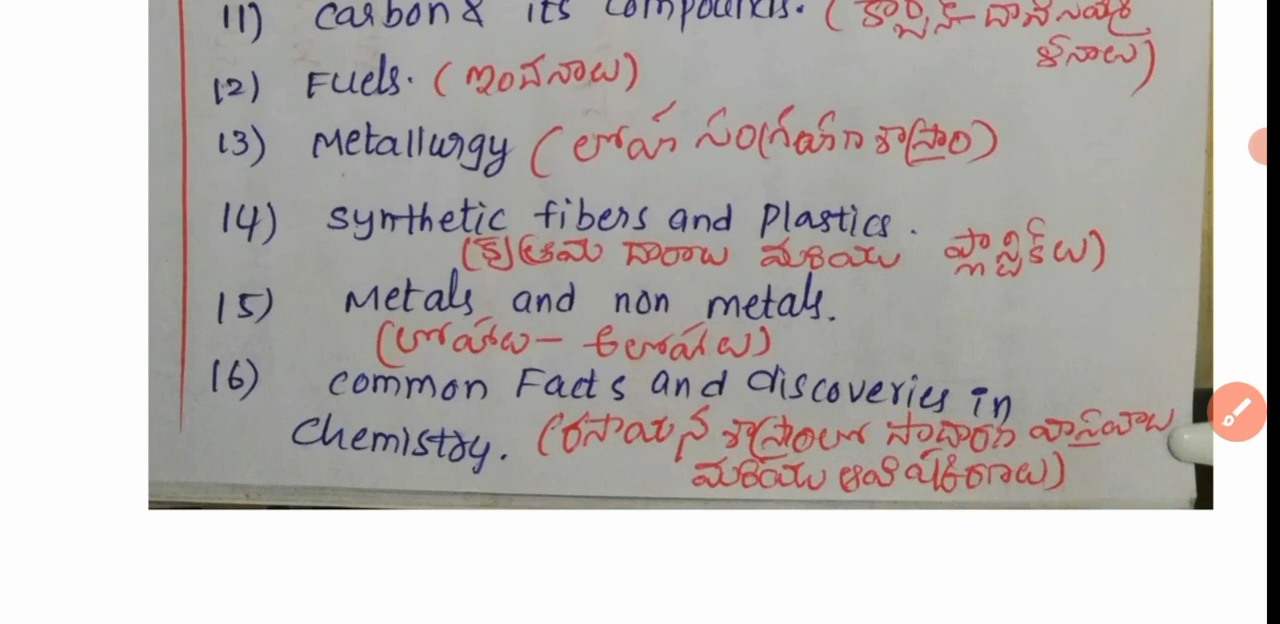 11) Carbon & its compounds. (కార్బన్ - దాని సమ్మే
ళనాలు)
12) Fuels. (ఇంధనాలు)
13) Metallurgy (లోహ సంగ్రహణ శాస్త్రం)
14) synthetic fibers and Plastics.
(కృత్రిమ దారాలు మరియు ప్లాస్టిక్‌లు)
15) Metals and non metals.
(లోహాలు - అలోహాలు)
16) common Facts and discoveries in
Chemistry. (రసాయన శాస్త్రంలో సాధారణ వాస్తవాలు
మరియు ఆవిష్కరణలు)